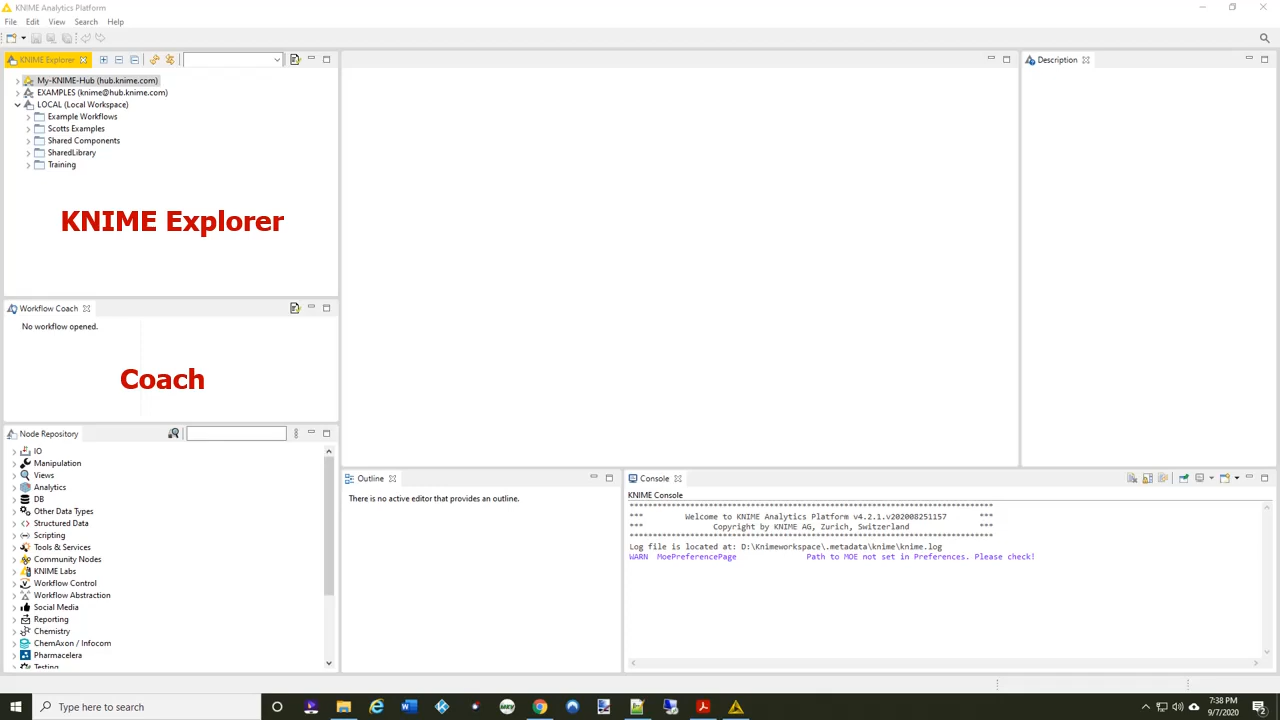 KNIME Analytics Platform
File Edit View Search Help
KNIME Explorer
My-KNIME-Hub (hub.knime.com)
EXAMPLES (knime@hub.knime.com)
LOCAL (Local Workspace)
Example Workflows
Scotts Examples
Shared Components
SharedLibrary
Training
KNIME Explorer
Workflow Coach
No workflow opened.
Coach
Node Repository
IO
Manipulation
Views
Analytics
DB
Other Data Types
Structured Data
Scripting
Tools & Services
Community Nodes
KNIME Labs
Workflow Control
Workflow Abstraction
Social Media
Reporting
Chemistry
ChemAxon / Infocom
Pharmacelera
Testing
Description
Outline
There is no active editor that provides an outline.
Console
KNIME Console
*** Welcome to KNIME Analytics Platform v4.2.1.v202008251157 ***
*** Copyright by KNIME AG, Zurich, Switzerland ***
Log file is located at: D:\Knimeworkspace\.metadata\knime\knime.log
WARN MoePreferencePage Path to MOE not set in Preferences. Please check!
Type here to search
7:38 PM
9/7/2020